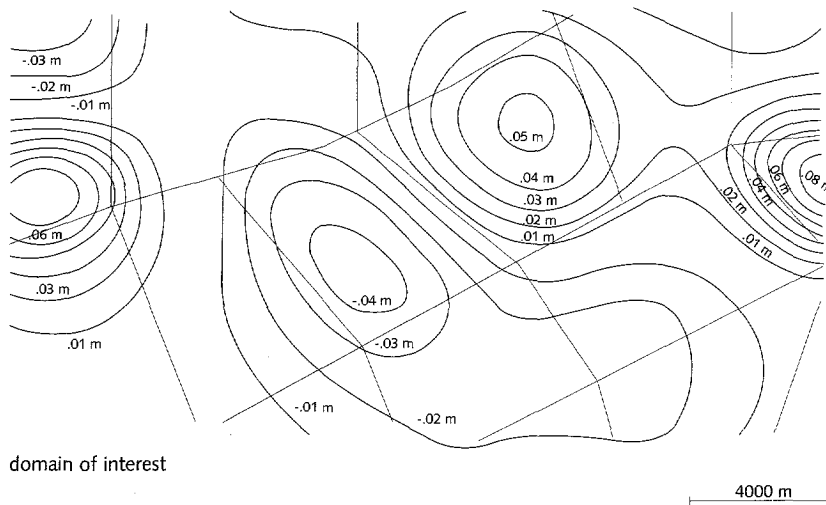 -.03 m
-.02 m
-.01 m
.06 m
.03 m
.01 m
.05 m
.04 m
.03 m
.02 m
.01 m
.08 m
.06 m
.04 m
.02 m
.01 m
-.04 m
-.03 m
-.02 m
-.01 m
domain of interest
4000 m